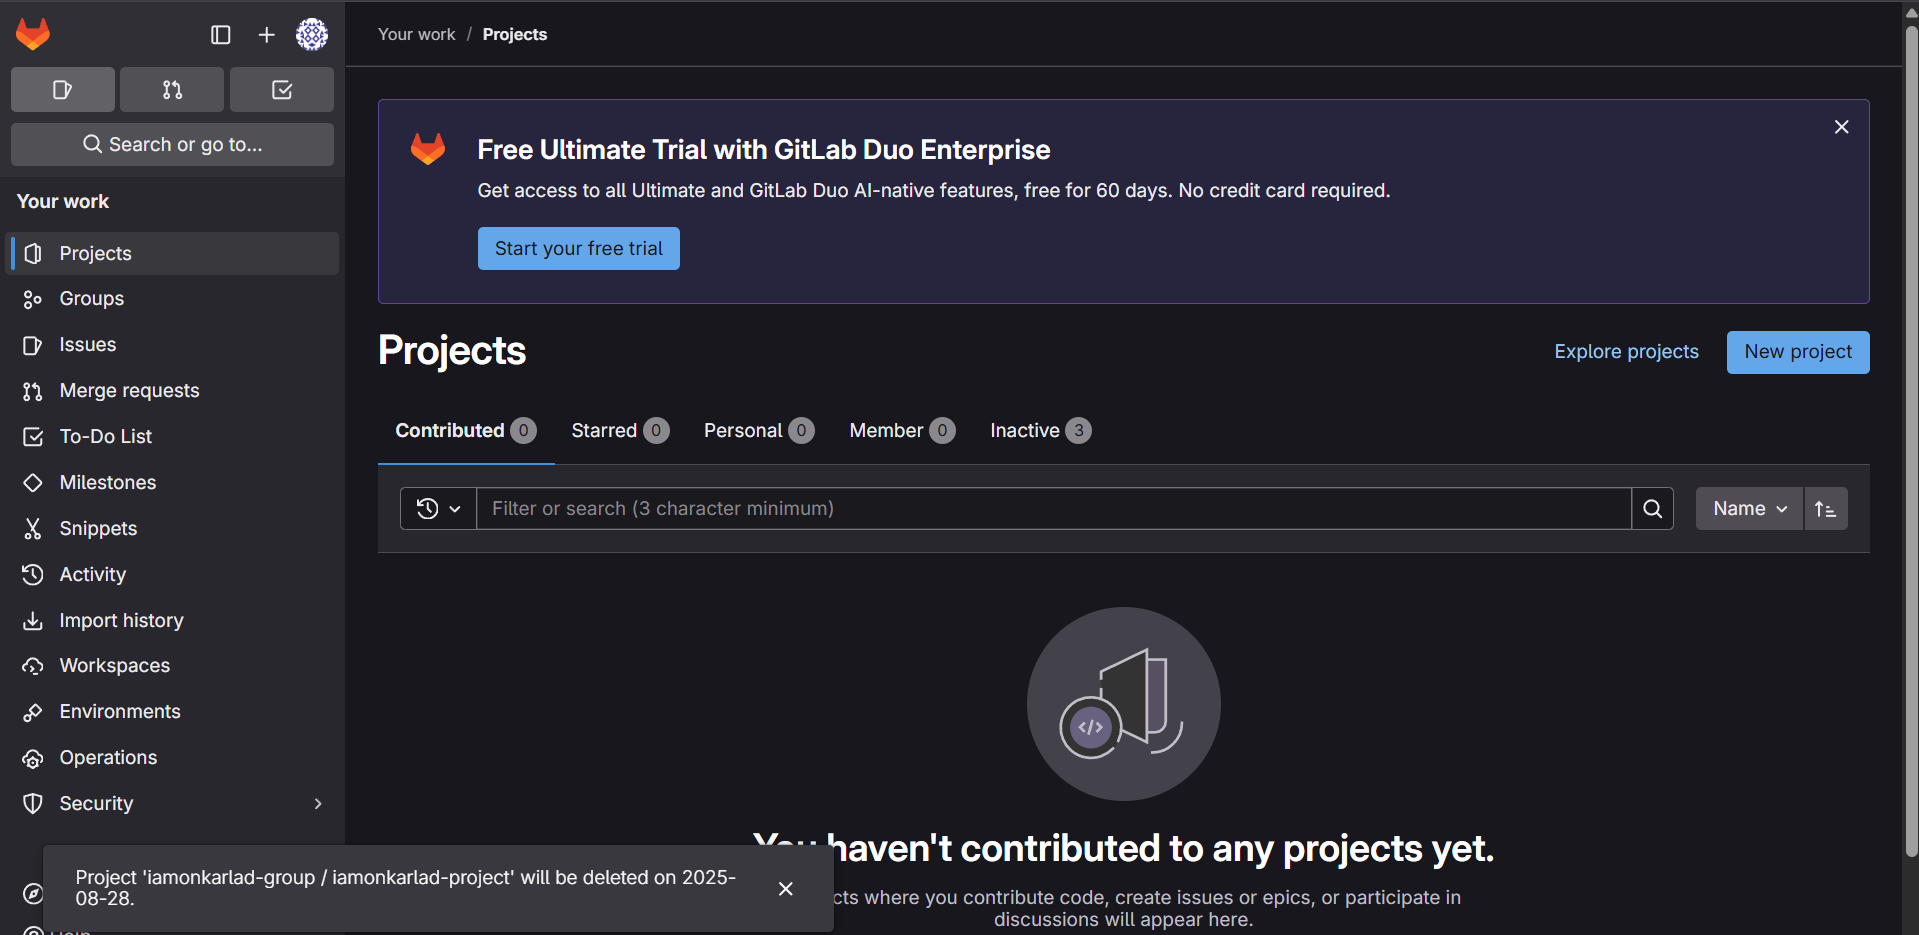 Your work / Projects
Search or go to...
Your work
Projects
Groups
Issues
Merge requests
To-Do List
Milestones
Snippets
Activity
Import history
Workspaces
Environments
Operations
Security
Free Ultimate Trial with GitLab Duo Enterprise
Get access to all Ultimate and GitLab Duo AI-native features, free for 60 days. No credit card required.
Start your free trial
Projects
Explore projects
New project
Contributed 0 Starred 0 Personal 0 Member 0 Inactive 3
Filter or search (3 character minimum)
Name
</>
You haven't contributed to any projects yet.
cts where you contribute code, create issues or epics, or participate in
discussions will appear here.
Project 'iamonkarlad-group / iamonkarlad-project' will be deleted on 2025-
08-28.